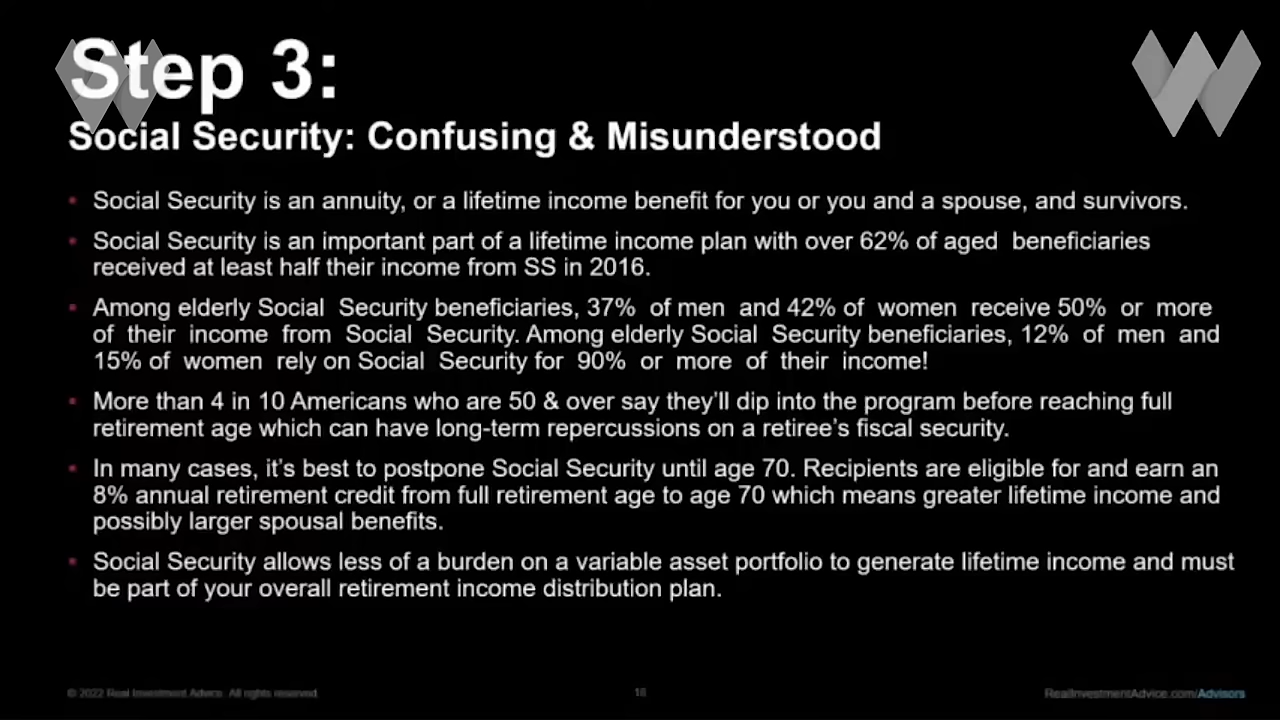 Step 3:
Social Security: Confusing & Misunderstood
• Social Security is an annuity, or a lifetime income benefit for you or you and a spouse, and survivors.
• Social Security is an important part of a lifetime income plan with over 62% of aged  beneficiaries
received at least half their income from SS in 2016.
• Among elderly Social  Security beneficiaries, 37%  of men  and 42% of  women  receive 50%  or  more
of  their  income  from  Social  Security. Among elderly Social  Security beneficiaries, 12%  of  men  and
15% of  women  rely on Social  Security for  90%  or  more  of  their  income!
• More than 4 in 10 Americans who are 50 & over say they’ll dip into the program before reaching full
retirement age which can have long-term repercussions on a retiree’s fiscal security.
• In many cases, it’s best to postpone Social Security until age 70. Recipients are eligible for and earn an
8% annual retirement credit from full retirement age to age 70 which means greater lifetime income and
possibly larger spousal benefits.
• Social Security allows less of a burden on a variable asset portfolio to generate lifetime income and must
be part of your overall retirement income distribution plan.
© 2022 Real Investment Advice. All rights reserved.
16
RealInvestmentAdvice.com/Advisors